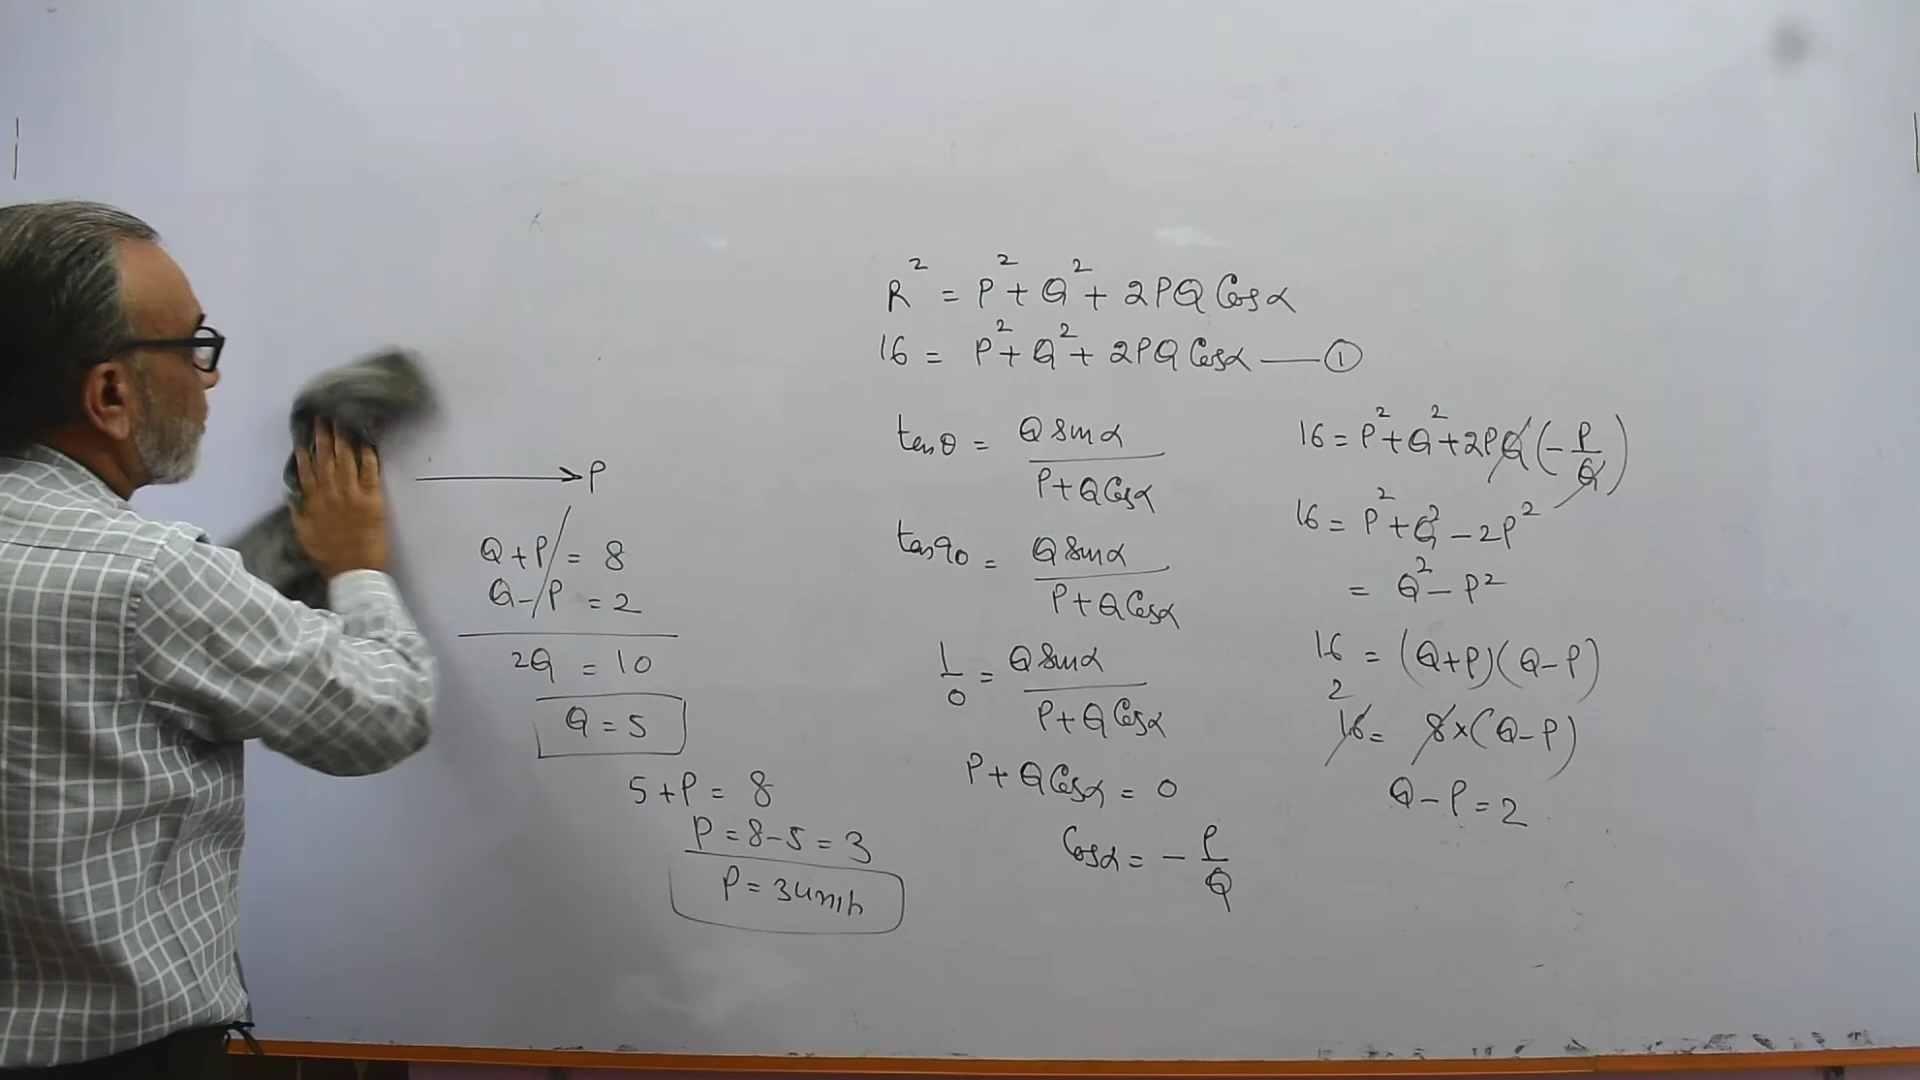 R² = P² + Q² + 2PQ Cosα
16 = P² + Q² + 2PQ Cosα —— ①
tanθ = Q sinα / P + Q Cosα
tan90 = Q sinα / P + Q Cosα
1/0 = Q sinα / P + Q Cosα
P + Q Cosα = 0
Cosα = - P/Q
16 = P² + Q² + 2PQ (- P/Q)
16 = P² + Q² - 2P²
= Q² - P²
16 = (Q+P)(Q-P)
2
16 = 8 × (Q-P)
Q - P = 2
P
Q + P = 8
Q - P = 2
2Q = 10
Q = 5
5 + P = 8
P = 8 - 5 = 3
P = 3 unit